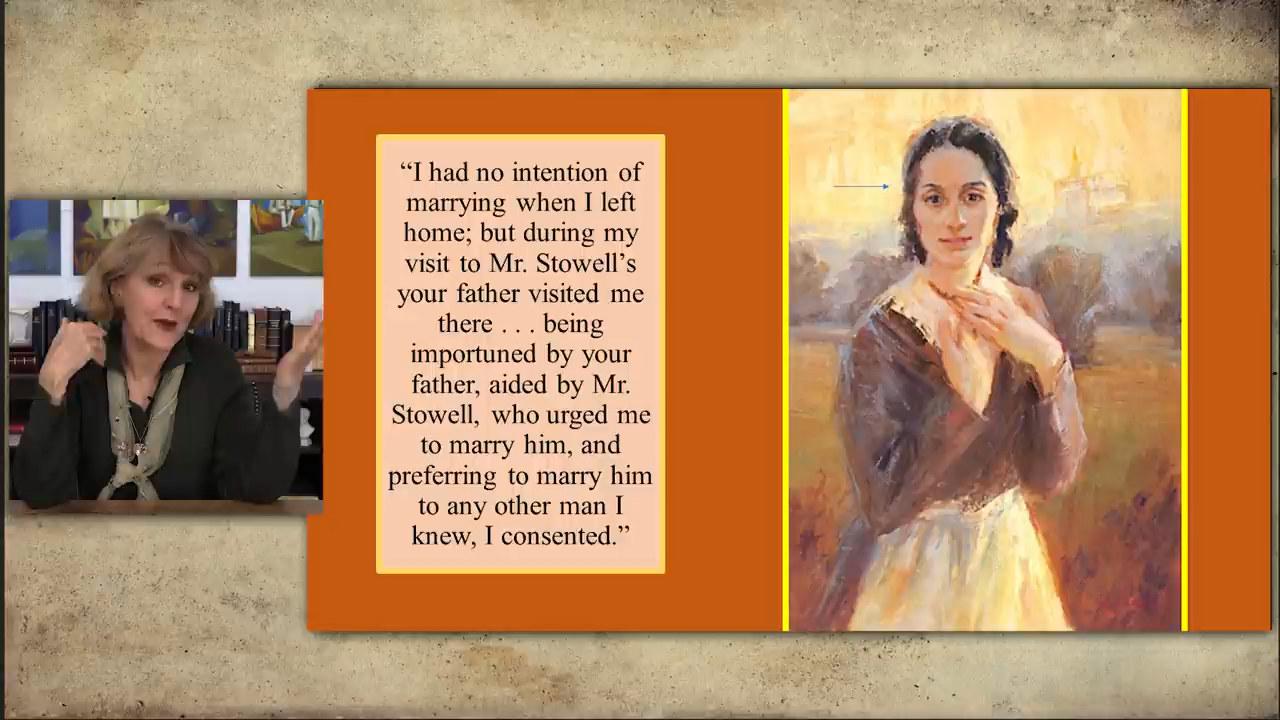 “I had no intention of
marrying when I left
home; but during my
visit to Mr. Stowell’s
your father visited me
there . . . being
importuned by your
father, aided by Mr.
Stowell, who urged me
to marry him, and
preferring to marry him
to any other man I
knew, I consented.”